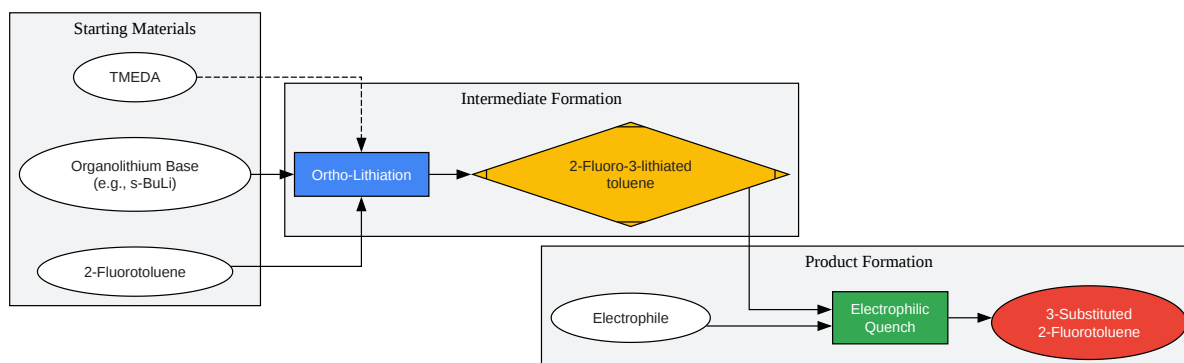 Starting Materials
TMEDA
Organolithium Base
(e.g., s-BuLi)
2-Fluorotoluene
Intermediate Formation
Ortho-Lithiation
2-Fluoro-3-lithiated
toluene
Product Formation
Electrophile
Electrophilic
Quench
3-Substituted
2-Fluorotoluene